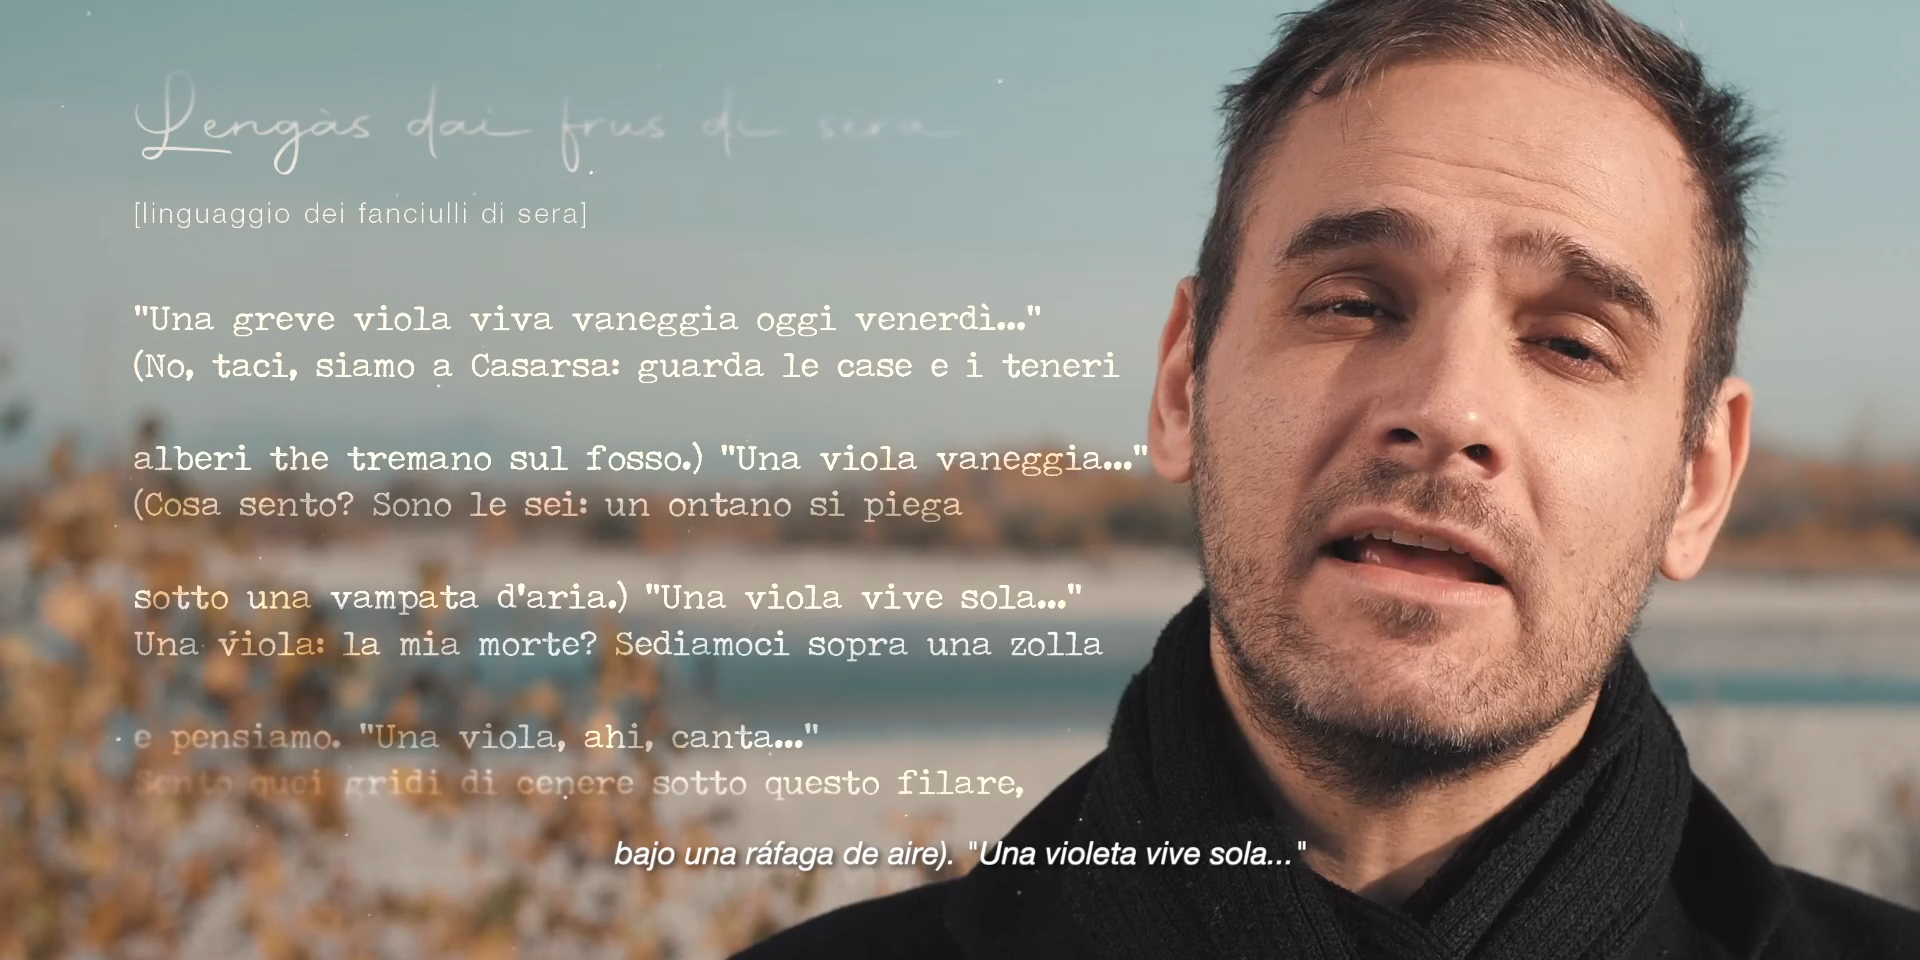 Lengàs dai frus di sera
[linguaggio dei fanciulli di sera]
"Una greve viola viva vaneggia oggi venerdì..."
(No, taci, siamo a Casarsa: guarda le case e i teneri
alberi the tremano sul fosso.) "Una viola vaneggia..."
(Cosa sento? Sono le sei: un ontano si piega
sotto una vampata d'aria.) "Una viola vive sola..."
Una viola: la mia morte? Sediamoci sopra una zolla
e pensiamo. "Una viola, ahi, canta..."
Sento quei gridi di cenere sotto questo filare,
bajo una ráfaga de aire). "Una violeta vive sola..."